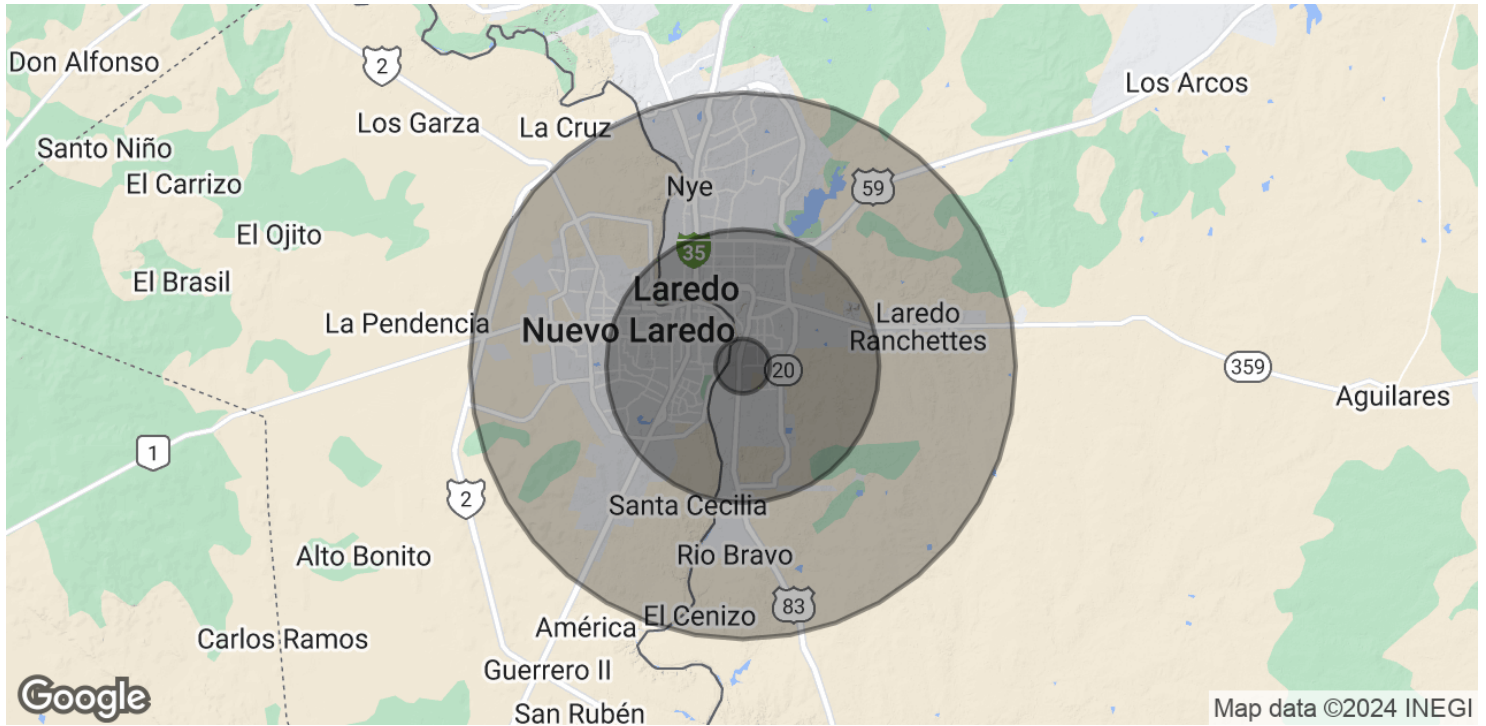 Don Alfonso
2
Los Arcos
Los Garza
La Cruz
Santo Niño
El Carrizo
Nye
59
El Ojito
35
El Brasil
Laredo
La Pendencia
Nuevo Laredo
Laredo
Ranchettes
20
359
Aguilares
1
2
Santa Cecilia
Alto Bonito
Rio Bravo
83
El Cenizo
América
Carlos Ramos
Guerrero II
San Rubén
Google
Map data ©2024 INEGI